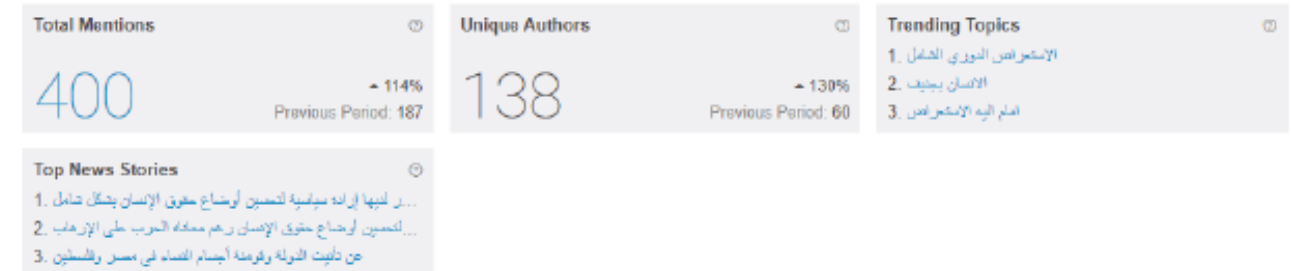 Total Mentions
400
114%
Previous Period: 187
Unique Authors
138
130%
Previous Period: 60
Trending Topics
1. الاستعراض الدوري الشامل
2. الانسان بجنيف
3. امام اليه الاستعراض
Top News Stories
1. ...ر لديها إرادة سياسية لتحسين أوضاع حقوق الإنسان بشكل شامل
2. ...لتحسين أوضاع حقوق الإنسان رغم معاناة الحرب على الإرهاب
3. عن تأنيث الدولة وقومنة أجسام النساء في مصر وفلسطين